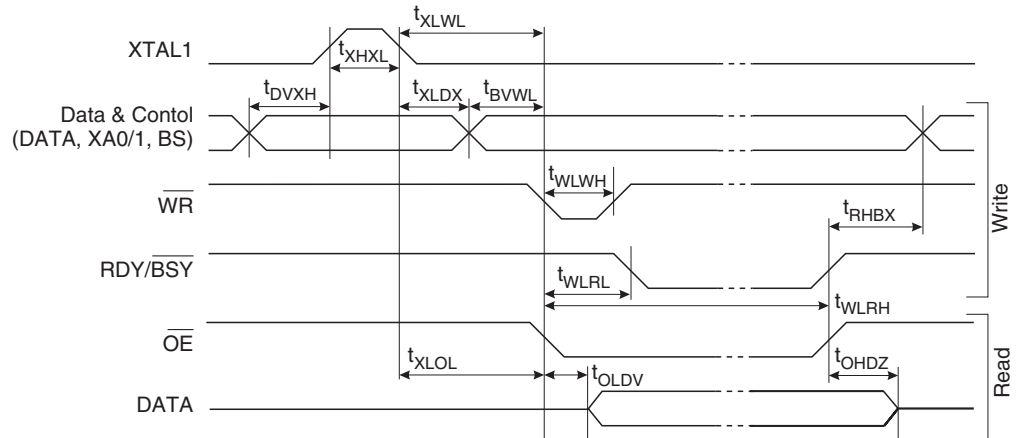 tXLWL
XTAL1
tXHXL
tDVXH
tXLDX
tBVWL
Data & Contol
(DATA, XA0/1, BS)
tWLWH
WR
tRHBX
Write
RDY/BSY
tWLRL
tWLRH
OE
tXLOL
tOLDV
tOHDZ
Read
DATA